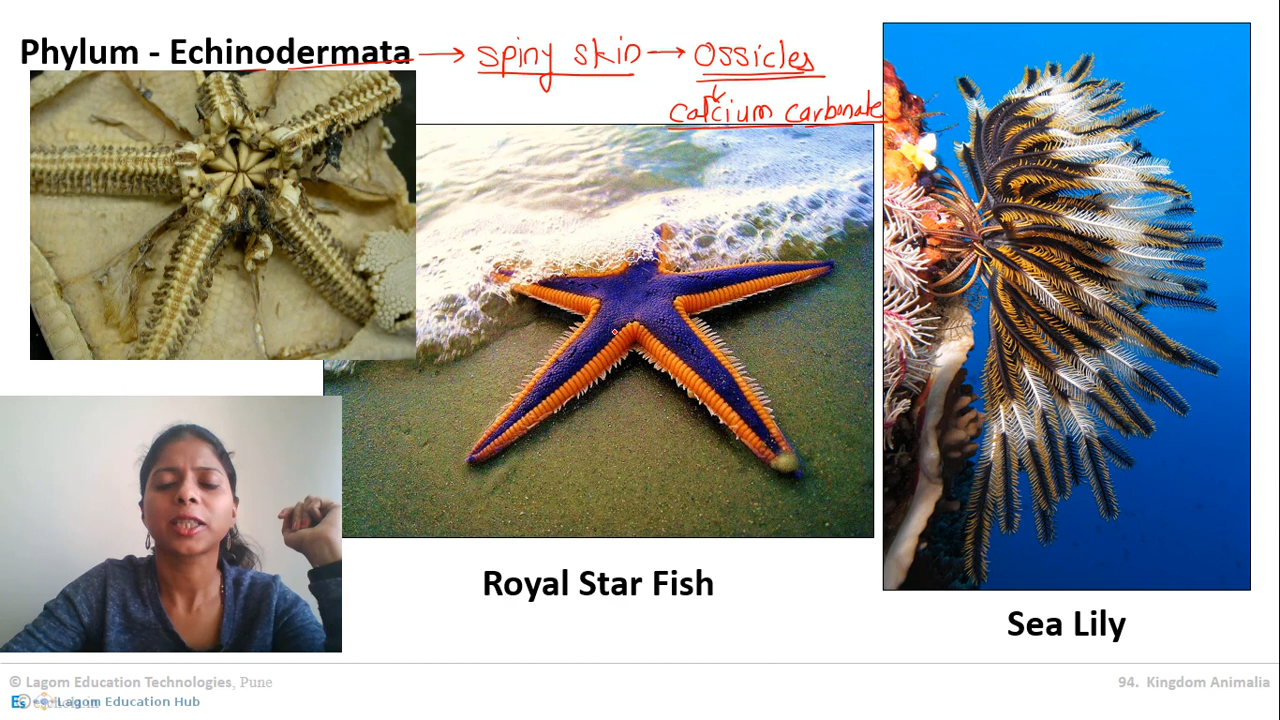 Phylum - Echinodermata → spiny skin → Ossicles
calcium carbonate
Royal Star Fish
Sea Lily
© Lagom Education Technologies, Pune
94. Kingdom Animalia
Lagom Education Hub